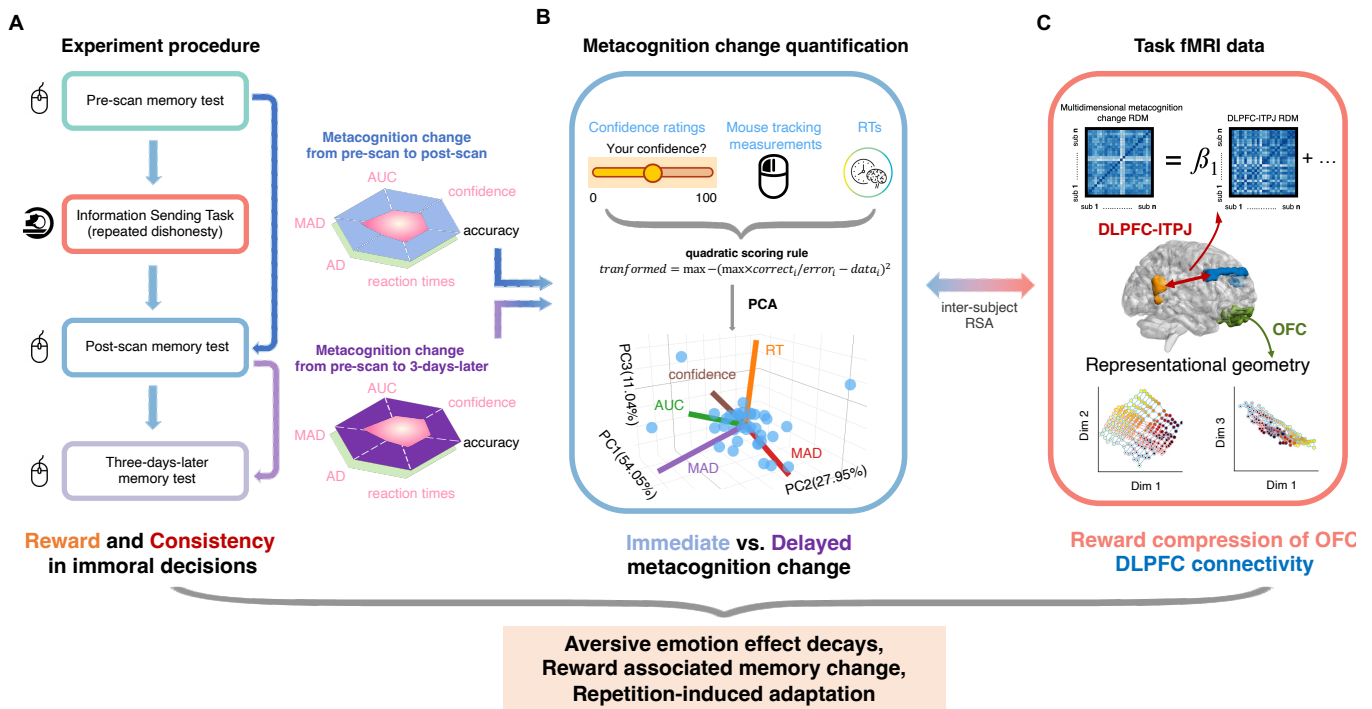 A
Experiment procedure
Pre-scan memory test
Information Sending Task
(repeated dishonesty)
Post-scan memory test
Three-days-later
memory test
Metacognition change
from pre-scan to post-scan
AUC
confidence
MAD
accuracy
AD
reaction times
Metacognition change
from pre-scan to 3-days-later
AUC
confidence
MAD
accuracy
AD
reaction times
Reward and Consistency
in immoral decisions
B
Metacognition change quantification
Confidence ratings
Mouse tracking
measurements
RTs
Your confidence?
0
100
quadratic scoring rule
tranformed = max −(max×correctᵢ/errorᵢ − dataᵢ)²
PCA
RT
confidence
AUC
MAD
MAD
PC3(11.04%)
PC1(54.05%)
PC2(27.95%)
Immediate vs. Delayed
metacognition change
inter-subject
RSA
C
Task fMRI data
Multidimensional metacognition
change RDM
DLPFC-lTPJ RDM
sub 1 ............. sub n
sub 1 ............. sub n
= β₁
+ ...
sub 1 ............. sub n
sub 1 ............. sub n
DLPFC-lTPJ
OFC
Representational geometry
Dim 2
Dim 1
Dim 3
Dim 1
Reward compression of OFC
DLPFC connectivity
Aversive emotion effect decays,
Reward associated memory change,
Repetition-induced adaptation